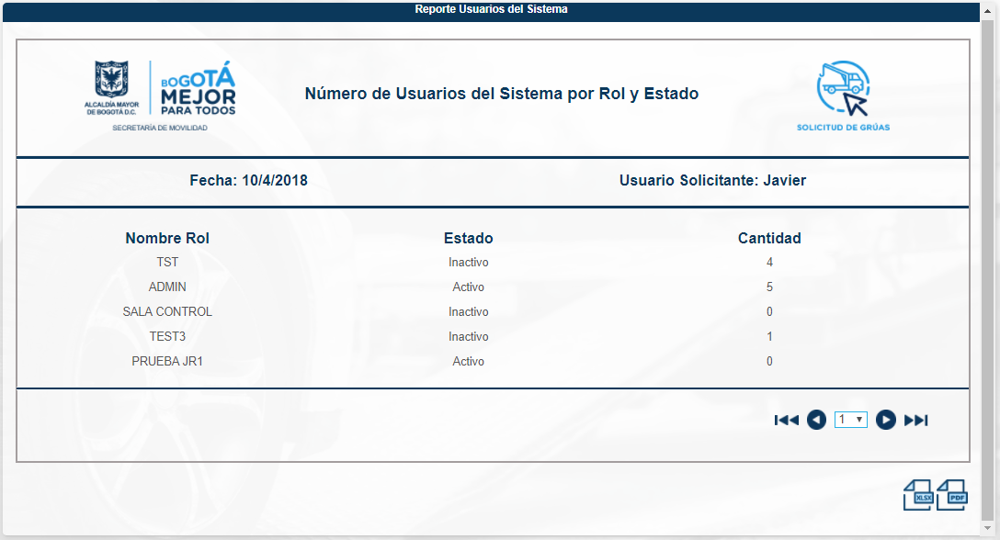 Reporte Usuarios del Sistema
ALCALDÍA MAYOR
DE BOGOTÁ D.C.
BOGOTÁ
MEJOR
PARA TODOS
SECRETARÍA DE MOVILIDAD
Número de Usuarios del Sistema por Rol y Estado
SOLICITUD DE GRÚAS
Fecha: 10/4/2018 Usuario Solicitante: Javier
Nombre Rol Estado Cantidad
TST Inactivo 4
ADMIN Activo 5
SALA CONTROL Inactivo 0
TEST3 Inactivo 1
PRUEBA JR1 Activo 0
1
XLSX PDF